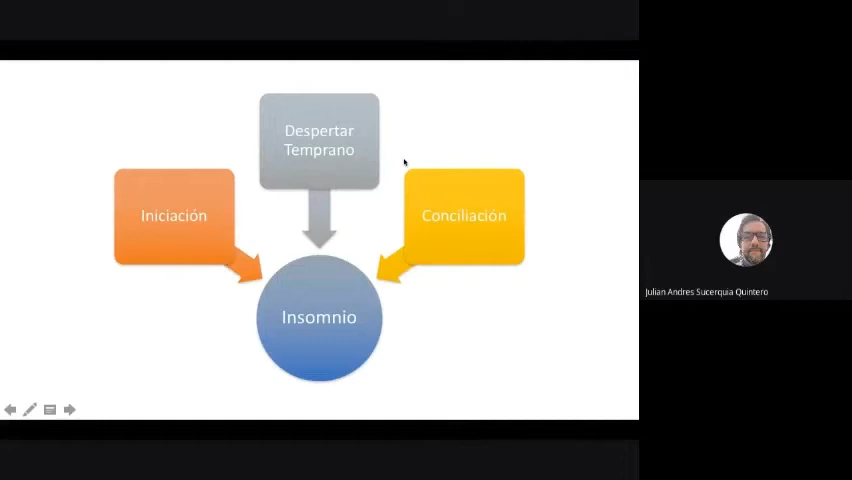 Despertar
Temprano
Iniciación
Conciliación
Insomnio
Julian Andres Sucerquia Quintero